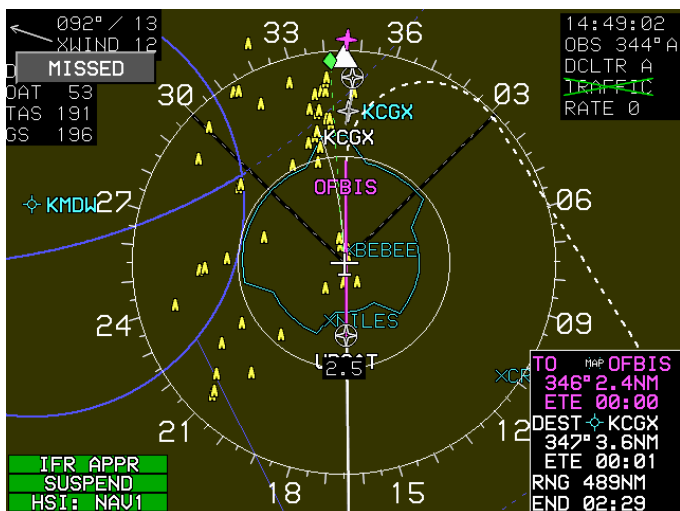 092° / 13
XWIND 12
MISSED
OAT 53
TAS 191
GS 196
14:49:02
OBS 344°A
DCLTR A
TRAFFIC
RATE 0
33
36
30
03
KCGX
KCGX
OFBIS
KMDW
27
06
BEBEE
NILES
24
09
2.5
21
12
18
15
TO MAP OFBIS
346° 2.4NM
ETE 00:00
DEST KCGX
347° 3.6NM
ETE 00:01
RNG 489NM
END 02:29
IFR APPR
SUSPEND
HSI: NAV1